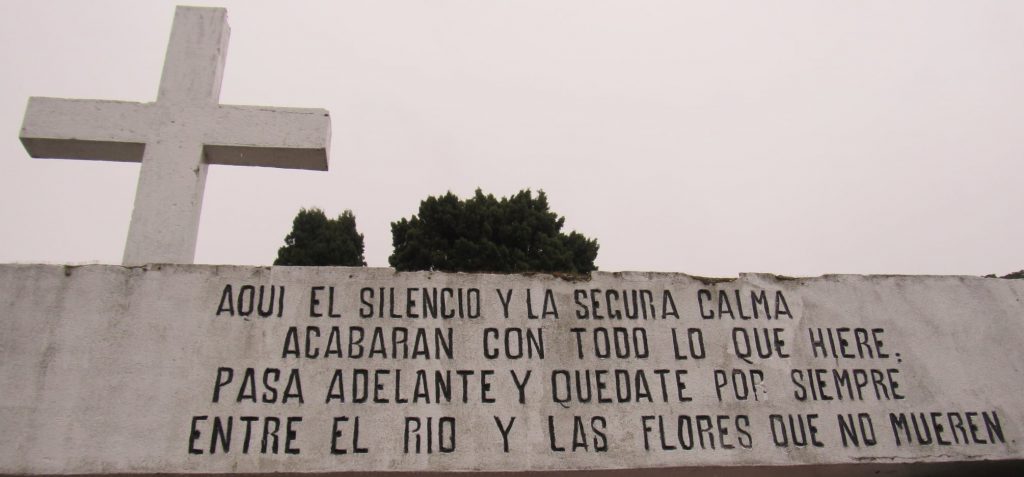 AQUI EL SILENCIO Y LA SEGURA CALMA
ACABARAN CON TODO LO QUE HIERE;
PASA ADELANTE Y QUEDATE POR SIEMPRE
ENTRE EL RIO Y LAS FLORES QUE NO MUEREN.